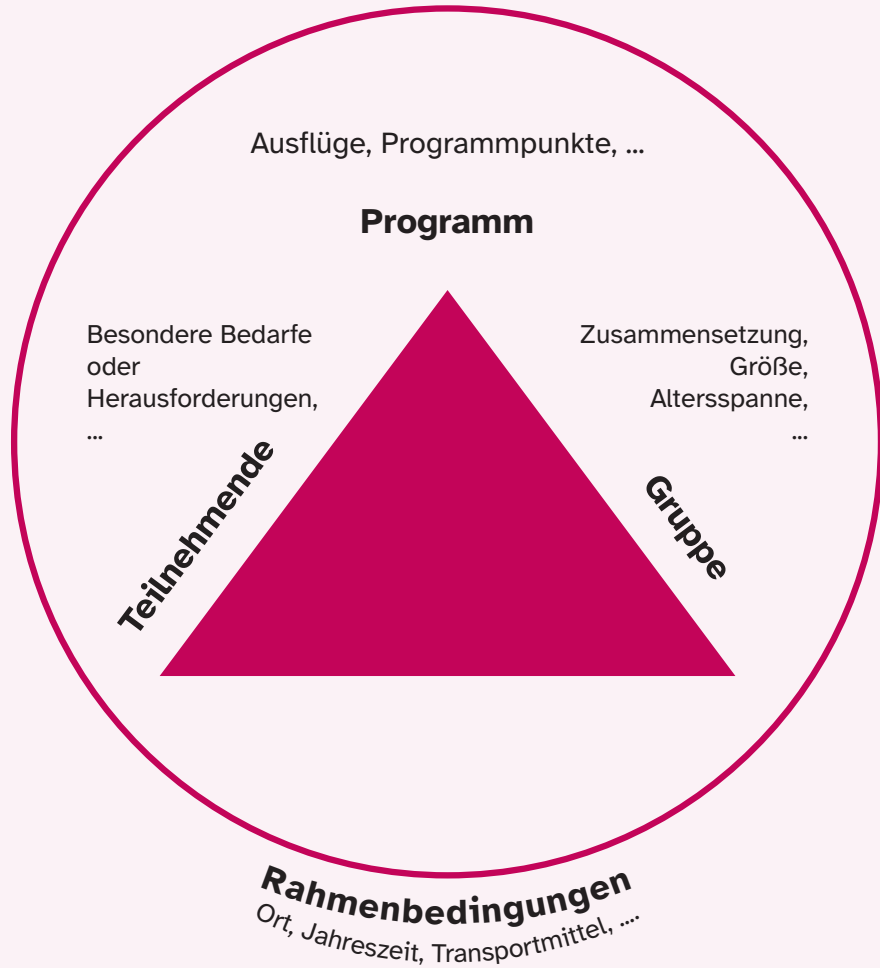 Ausflüge, Programmpunkte, ...
Programm
Besondere Bedarfe
oder
Herausforderungen,
...
Teilnehmende
Zusammensetzung,
Größe,
Altersspanne,
...
Gruppe
Rahmenbedingungen
Ort, Jahreszeit, Transportmittel, ....